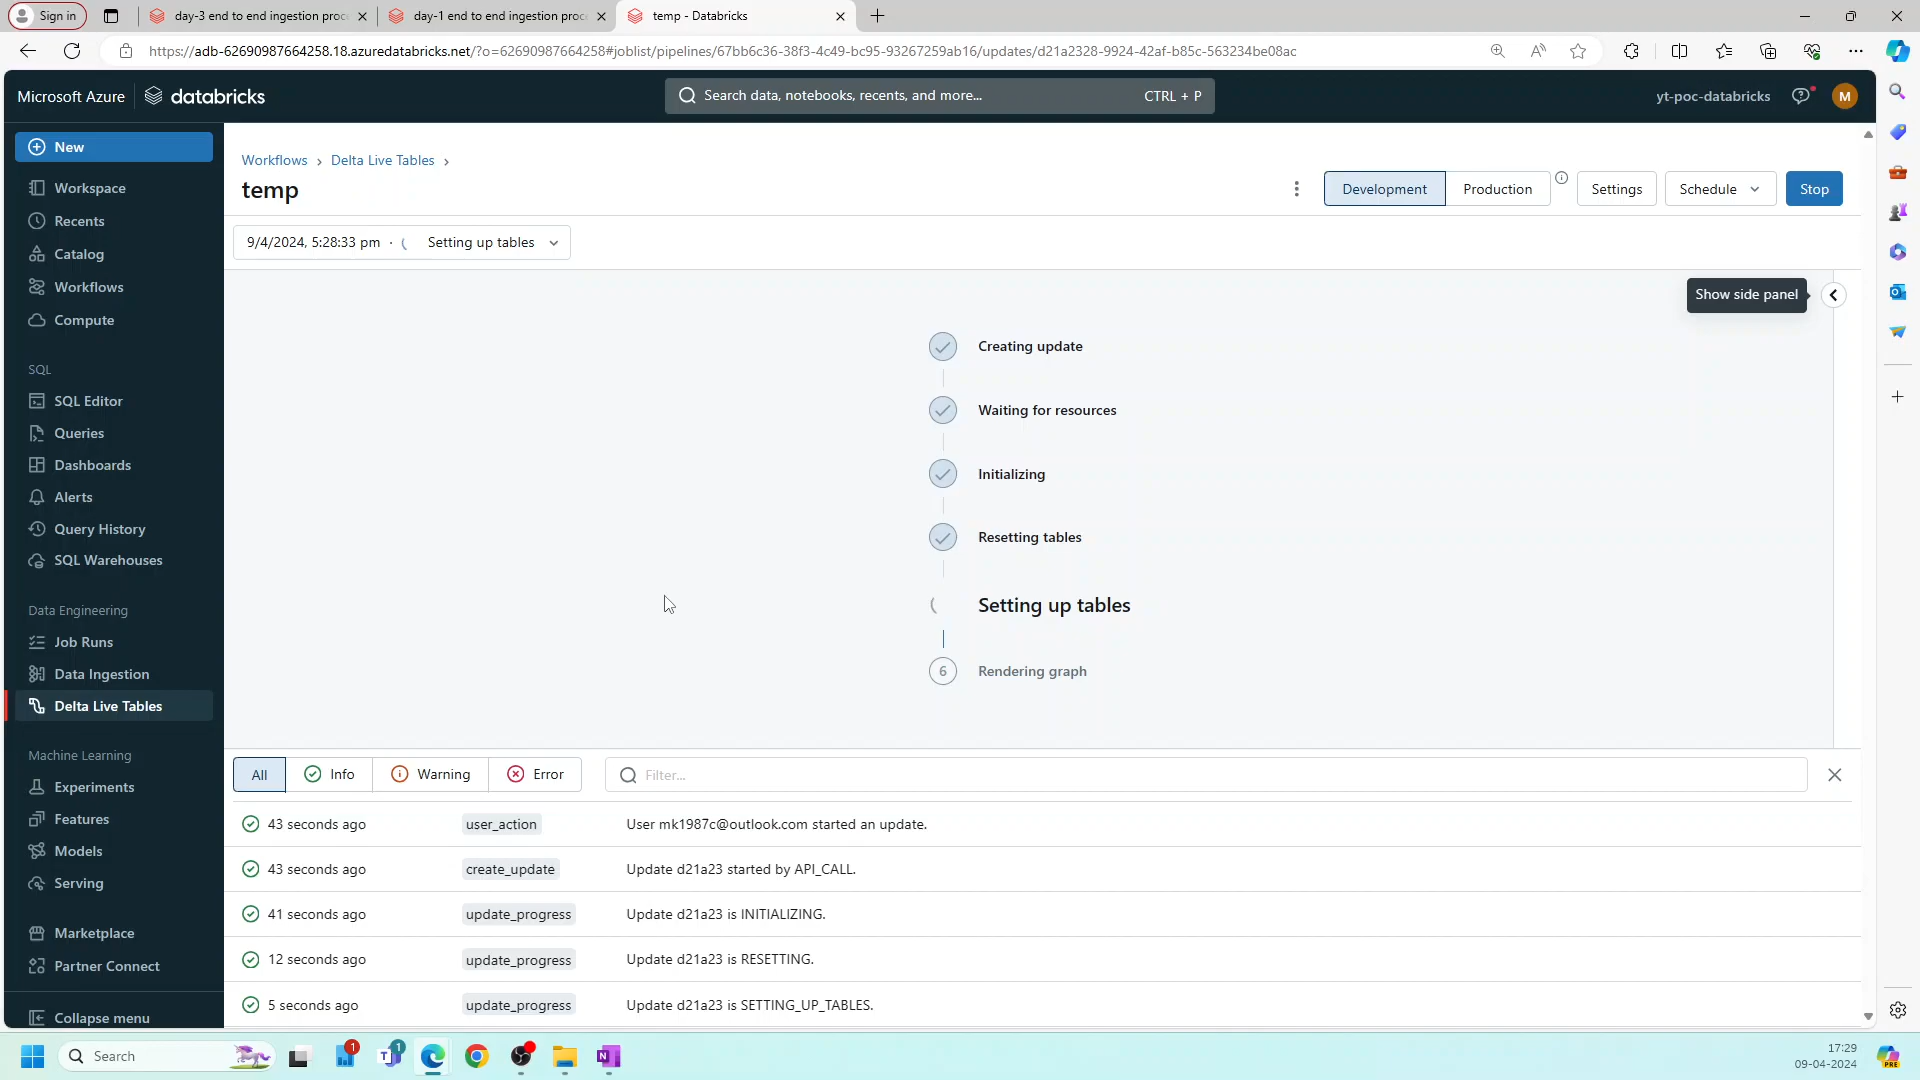 Sign in
day-3 end to end ingestion proc
day-1 end to end ingestion proc
temp - Databricks
https://adb-62690987664258.18.azuredatabricks.net/?o=62690987664258#joblist/pipelines/67bb6c36-38f3-4c49-bc95-93267259ab16/updates/d21a2328-9924-42af-b85c-563234be08ac
Microsoft Azure
databricks
Search data, notebooks, recents, and more...
CTRL + P
yt-poc-databricks
M
New
Workspace
Recents
Catalog
Workflows
Compute
SQL
SQL Editor
Queries
Dashboards
Alerts
Query History
SQL Warehouses
Data Engineering
Job Runs
Data Ingestion
Delta Live Tables
Machine Learning
Experiments
Features
Models
Serving
Marketplace
Partner Connect
Collapse menu
Workflows › Delta Live Tables ›
temp
Development
Production
Settings
Schedule
Stop
9/4/2024, 5:28:33 pm · Setting up tables
Show side panel
Creating update
Waiting for resources
Initializing
Resetting tables
Setting up tables
6 Rendering graph
All
Info
Warning
Error
Filter...
43 seconds ago user_action User mk1987c@outlook.com started an update.
43 seconds ago create_update Update d21a23 started by API_CALL.
41 seconds ago update_progress Update d21a23 is INITIALIZING.
12 seconds ago update_progress Update d21a23 is RESETTING.
5 seconds ago update_progress Update d21a23 is SETTING_UP_TABLES.
Search
1
1
17:29
09-04-2024
PRE